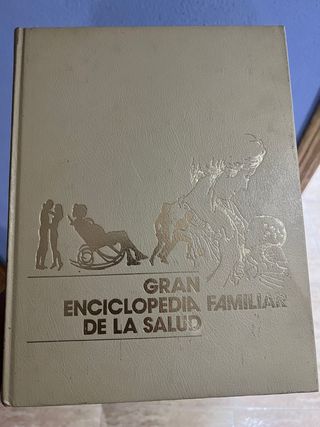 GRAN
ENCICLOPEDIA FAMILIAR
DE LA SALUD